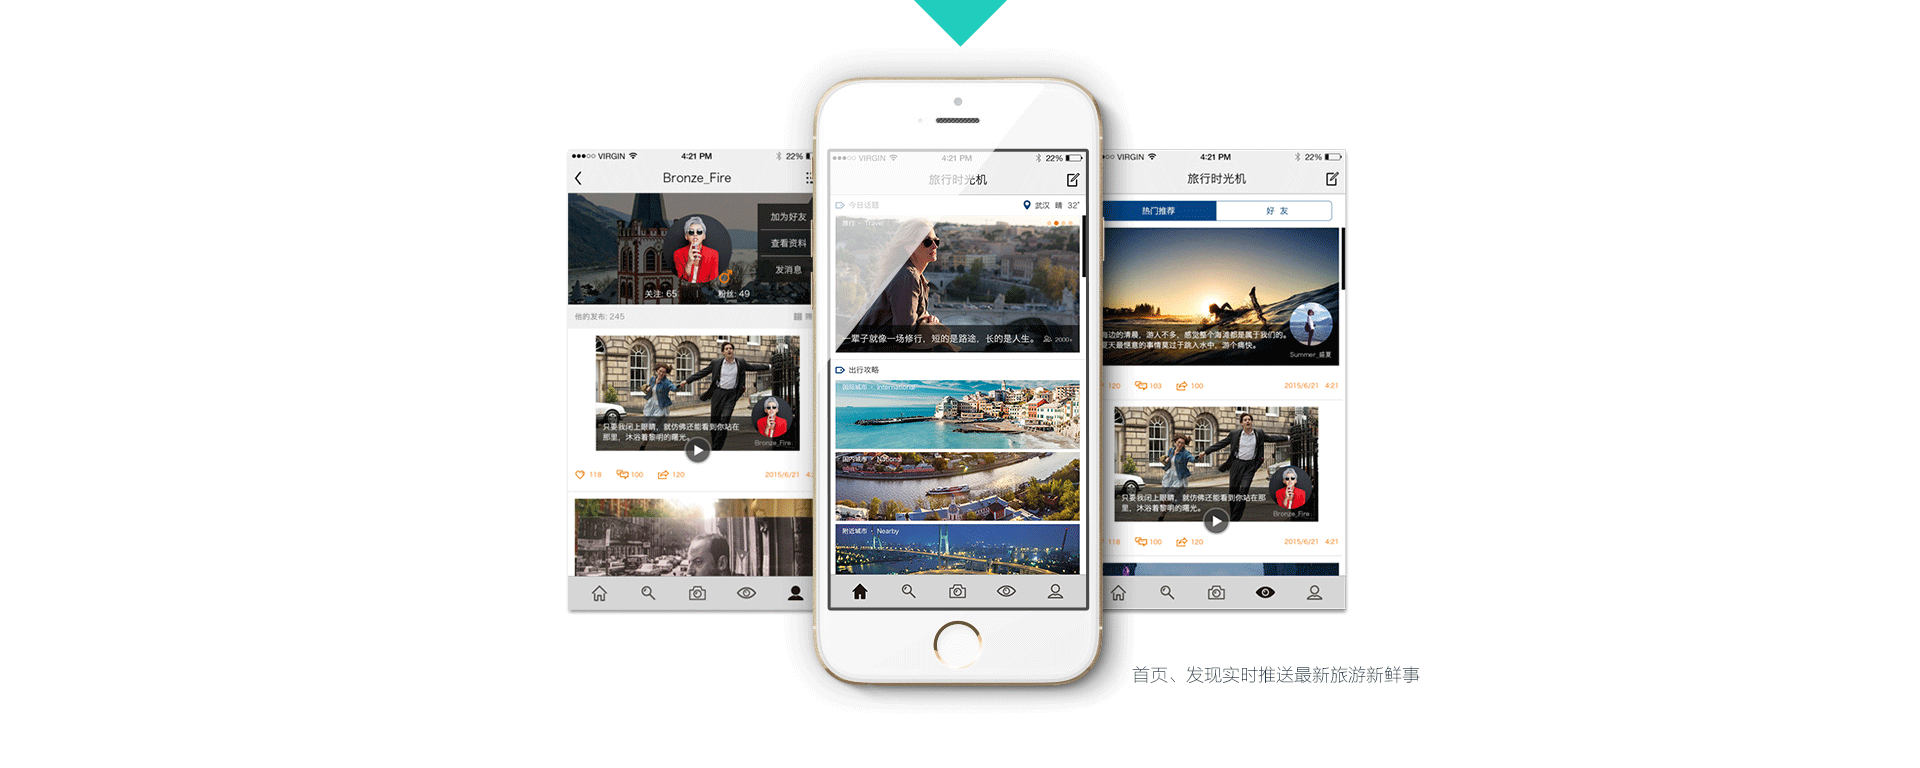 VIRGIN
4:21 PM
22%
Bronze_Fire
加为好友
查看资料
发消息
关注: 65 | 粉丝: 49
他的发布: 245
只要我闭上眼睛，就仿佛还能看到你站在
那里，沐浴着黎明的曙光。
Bronze_Fire
118 100 120 2015/6/21
VIRGIN
4:21 PM
22%
旅行时光机
今日话题
武汉 晴 32°
一辈子就像一场修行，短的是路途，长的是人生。 2000+
出行攻略
国际城市 · International
国内城市 · National
附近城市 · Nearby
VIRGIN
4:21 PM
22%
旅行时光机
热门推荐 好 友
海边的清晨，游人不多，感觉整个海滩都是属于我们的。
夏天最惬意的事情莫过于跳入水中，游个痛快。
Summer_盛夏
120 103 100 2015/6/21 4:21
只要我闭上眼睛，就仿佛还能看到你站在那
里，沐浴着黎明的曙光。
Bronze_Fire
118 100 120 2015/6/21 4:21
首页、发现实时推送最新旅游新鲜事